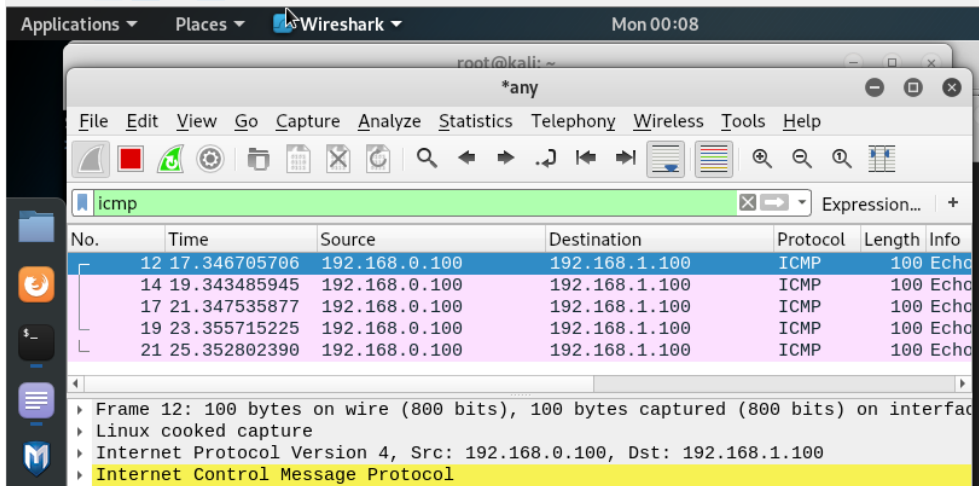 Applications Places Wireshark Mon 00:08
root@kali: ~
*any
File Edit View Go Capture Analyze Statistics Telephony Wireless Tools Help
icmp Expression... +
No. Time Source Destination Protocol Length Info
12 17.346705706 192.168.0.100 192.168.1.100 ICMP 100 Echo
14 19.343485945 192.168.0.100 192.168.1.100 ICMP 100 Echo
17 21.347535877 192.168.0.100 192.168.1.100 ICMP 100 Echo
19 23.355715225 192.168.0.100 192.168.1.100 ICMP 100 Echo
21 25.352802390 192.168.0.100 192.168.1.100 ICMP 100 Echo
Frame 12: 100 bytes on wire (800 bits), 100 bytes captured (800 bits) on interfac
Linux cooked capture
Internet Protocol Version 4, Src: 192.168.0.100, Dst: 192.168.1.100
Internet Control Message Protocol